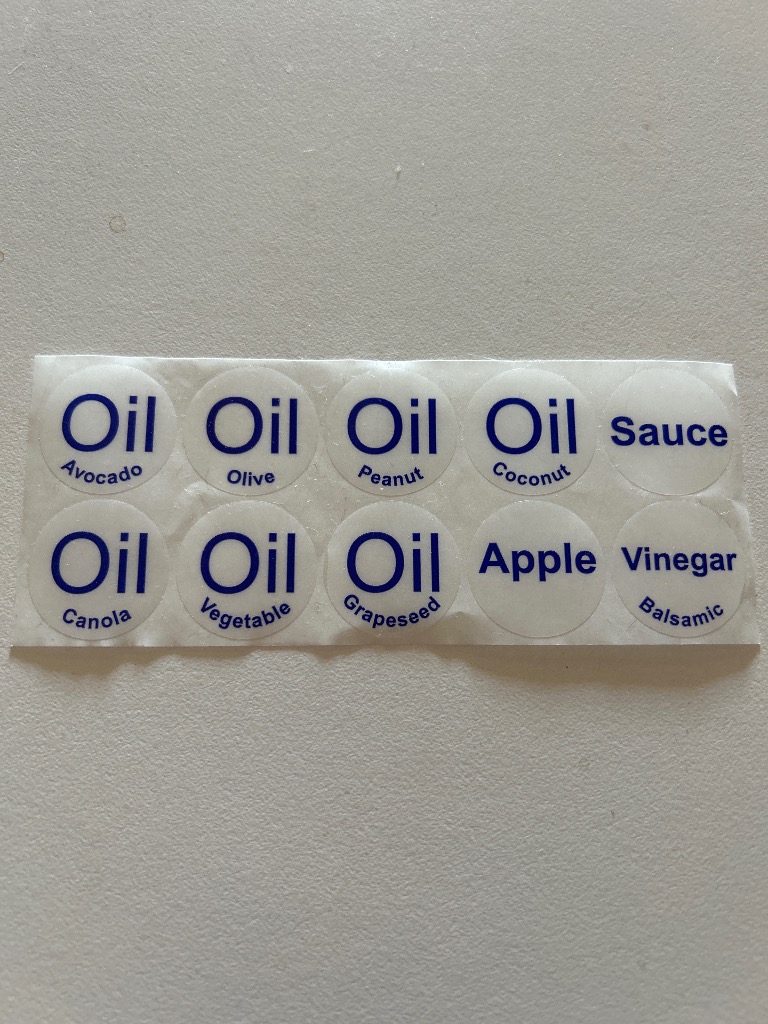 Oil
Avocado
Oil
Olive
Oil
Peanut
Oil
Coconut
Sauce
Oil
Canola
Oil
Vegetable
Oil
Grapeseed
Apple
Vinegar
Balsamic